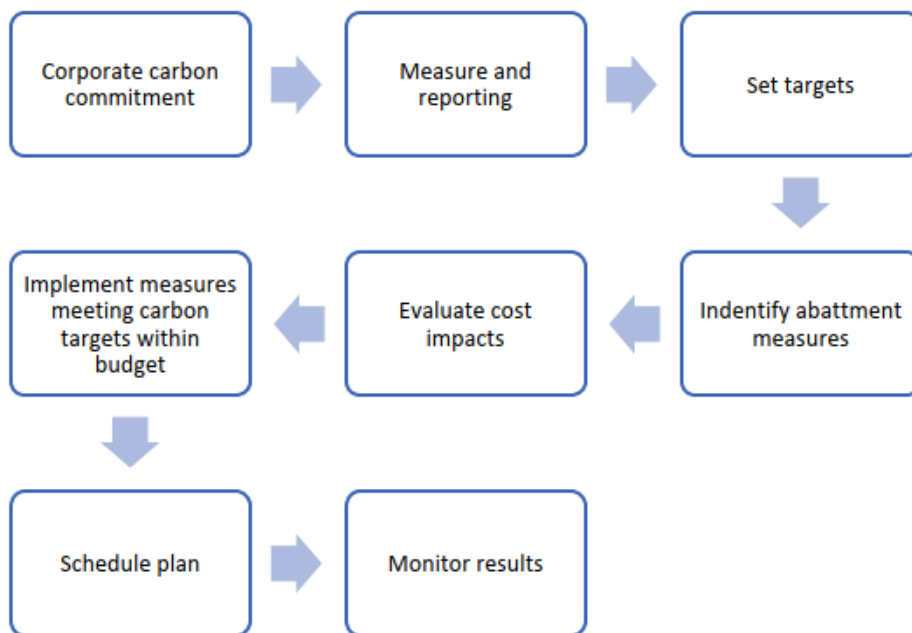 Corporate carbon
commitment
Measure and
reporting
Set targets
Indentify abattment
measures
Evaluate cost
impacts
Implement measures
meeting carbon
targets within
budget
Schedule plan
Monitor results